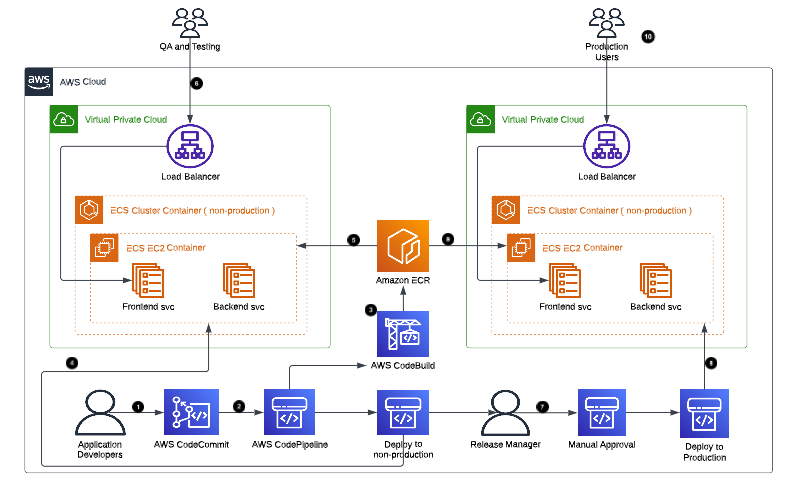 QA and Testing
Production
Users
10
aws
AWS Cloud
6
Virtual Private Cloud
Virtual Private Cloud
Load Balancer
Load Balancer
ECS Cluster Container ( non-production )
ECS Cluster Container ( non-production )
5
ECS EC2 Container
ECS EC2 Container
Amazon ECR
Frontend svc
Backend svc
Frontend svc
Backend svc
3
AWS CodeBuild
4
1
2
7
Application
Developers
AWS CodeCommit
AWS CodePipeline
Deploy to
non-production
Release Manager
Manual Approval
Deploy to
Production